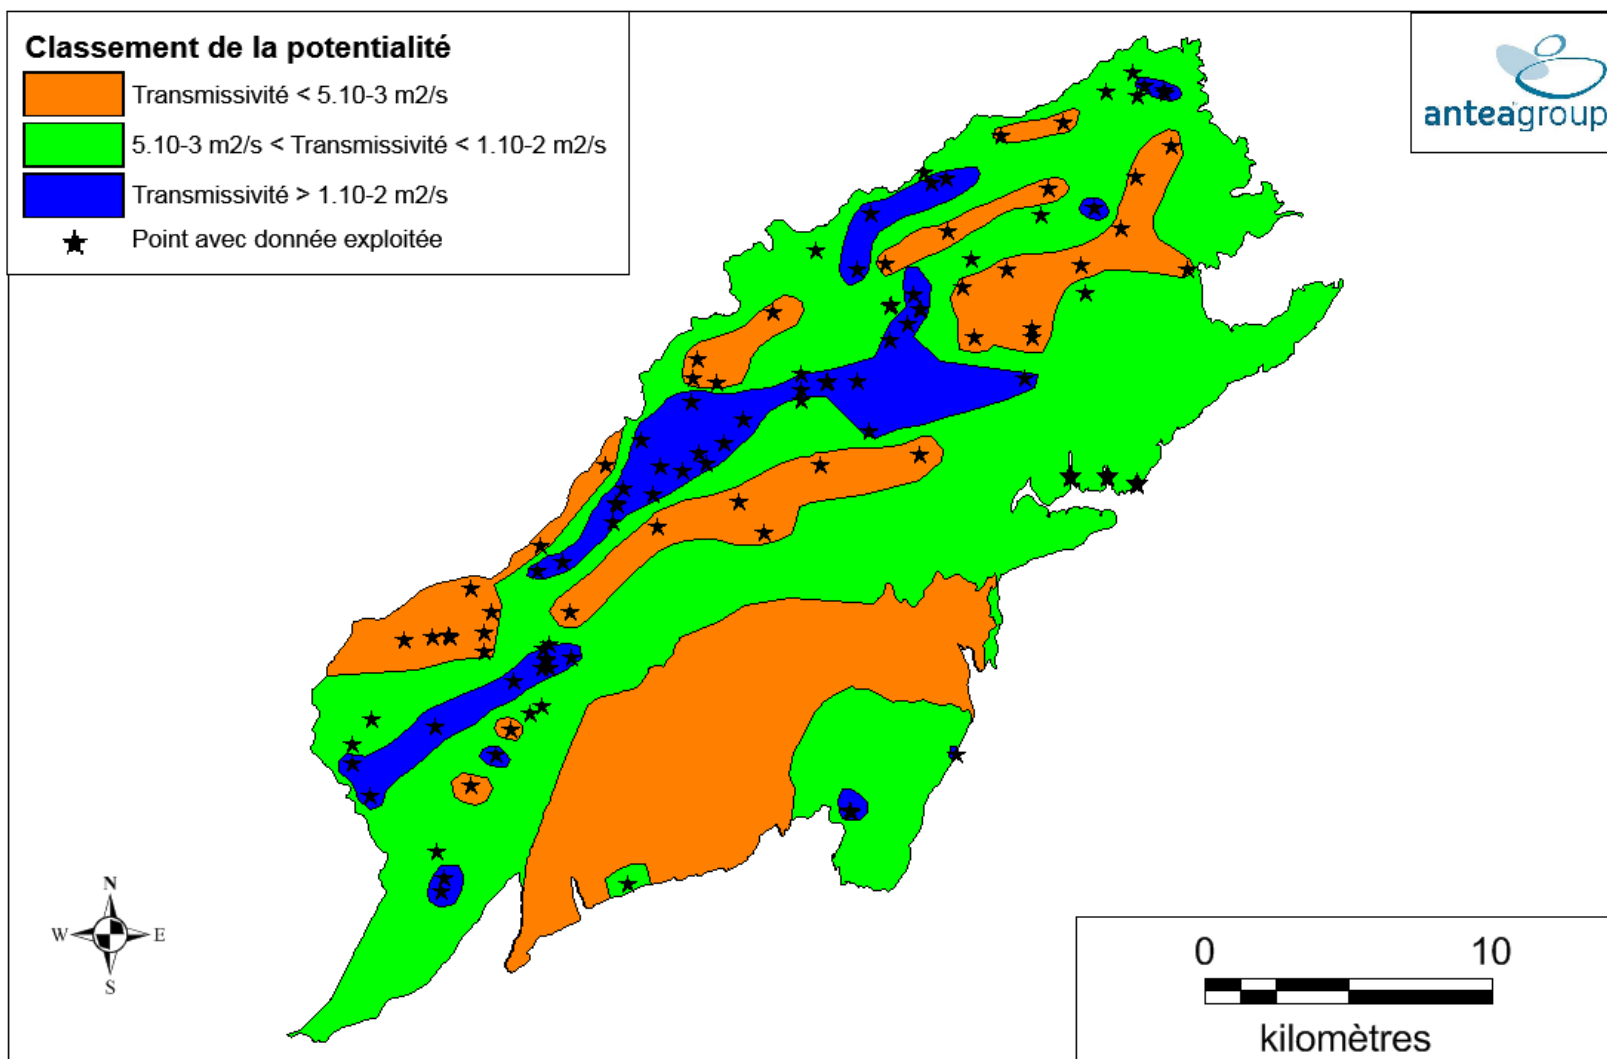 Classement de la potentialité
Transmissivité < 5.10-3 m2/s
5.10-3 m2/s < Transmissivité < 1.10-2 m2/s
Transmissivité > 1.10-2 m2/s
Point avec donnée exploitée
anteagroup
N
W E
S
0 10
kilomètres